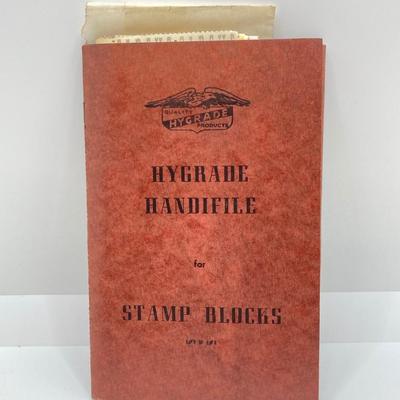 QUALITY
HYGRADE
PRODUCTS
HYGRADE
HANDIFILE
for
STAMP BLOCKS